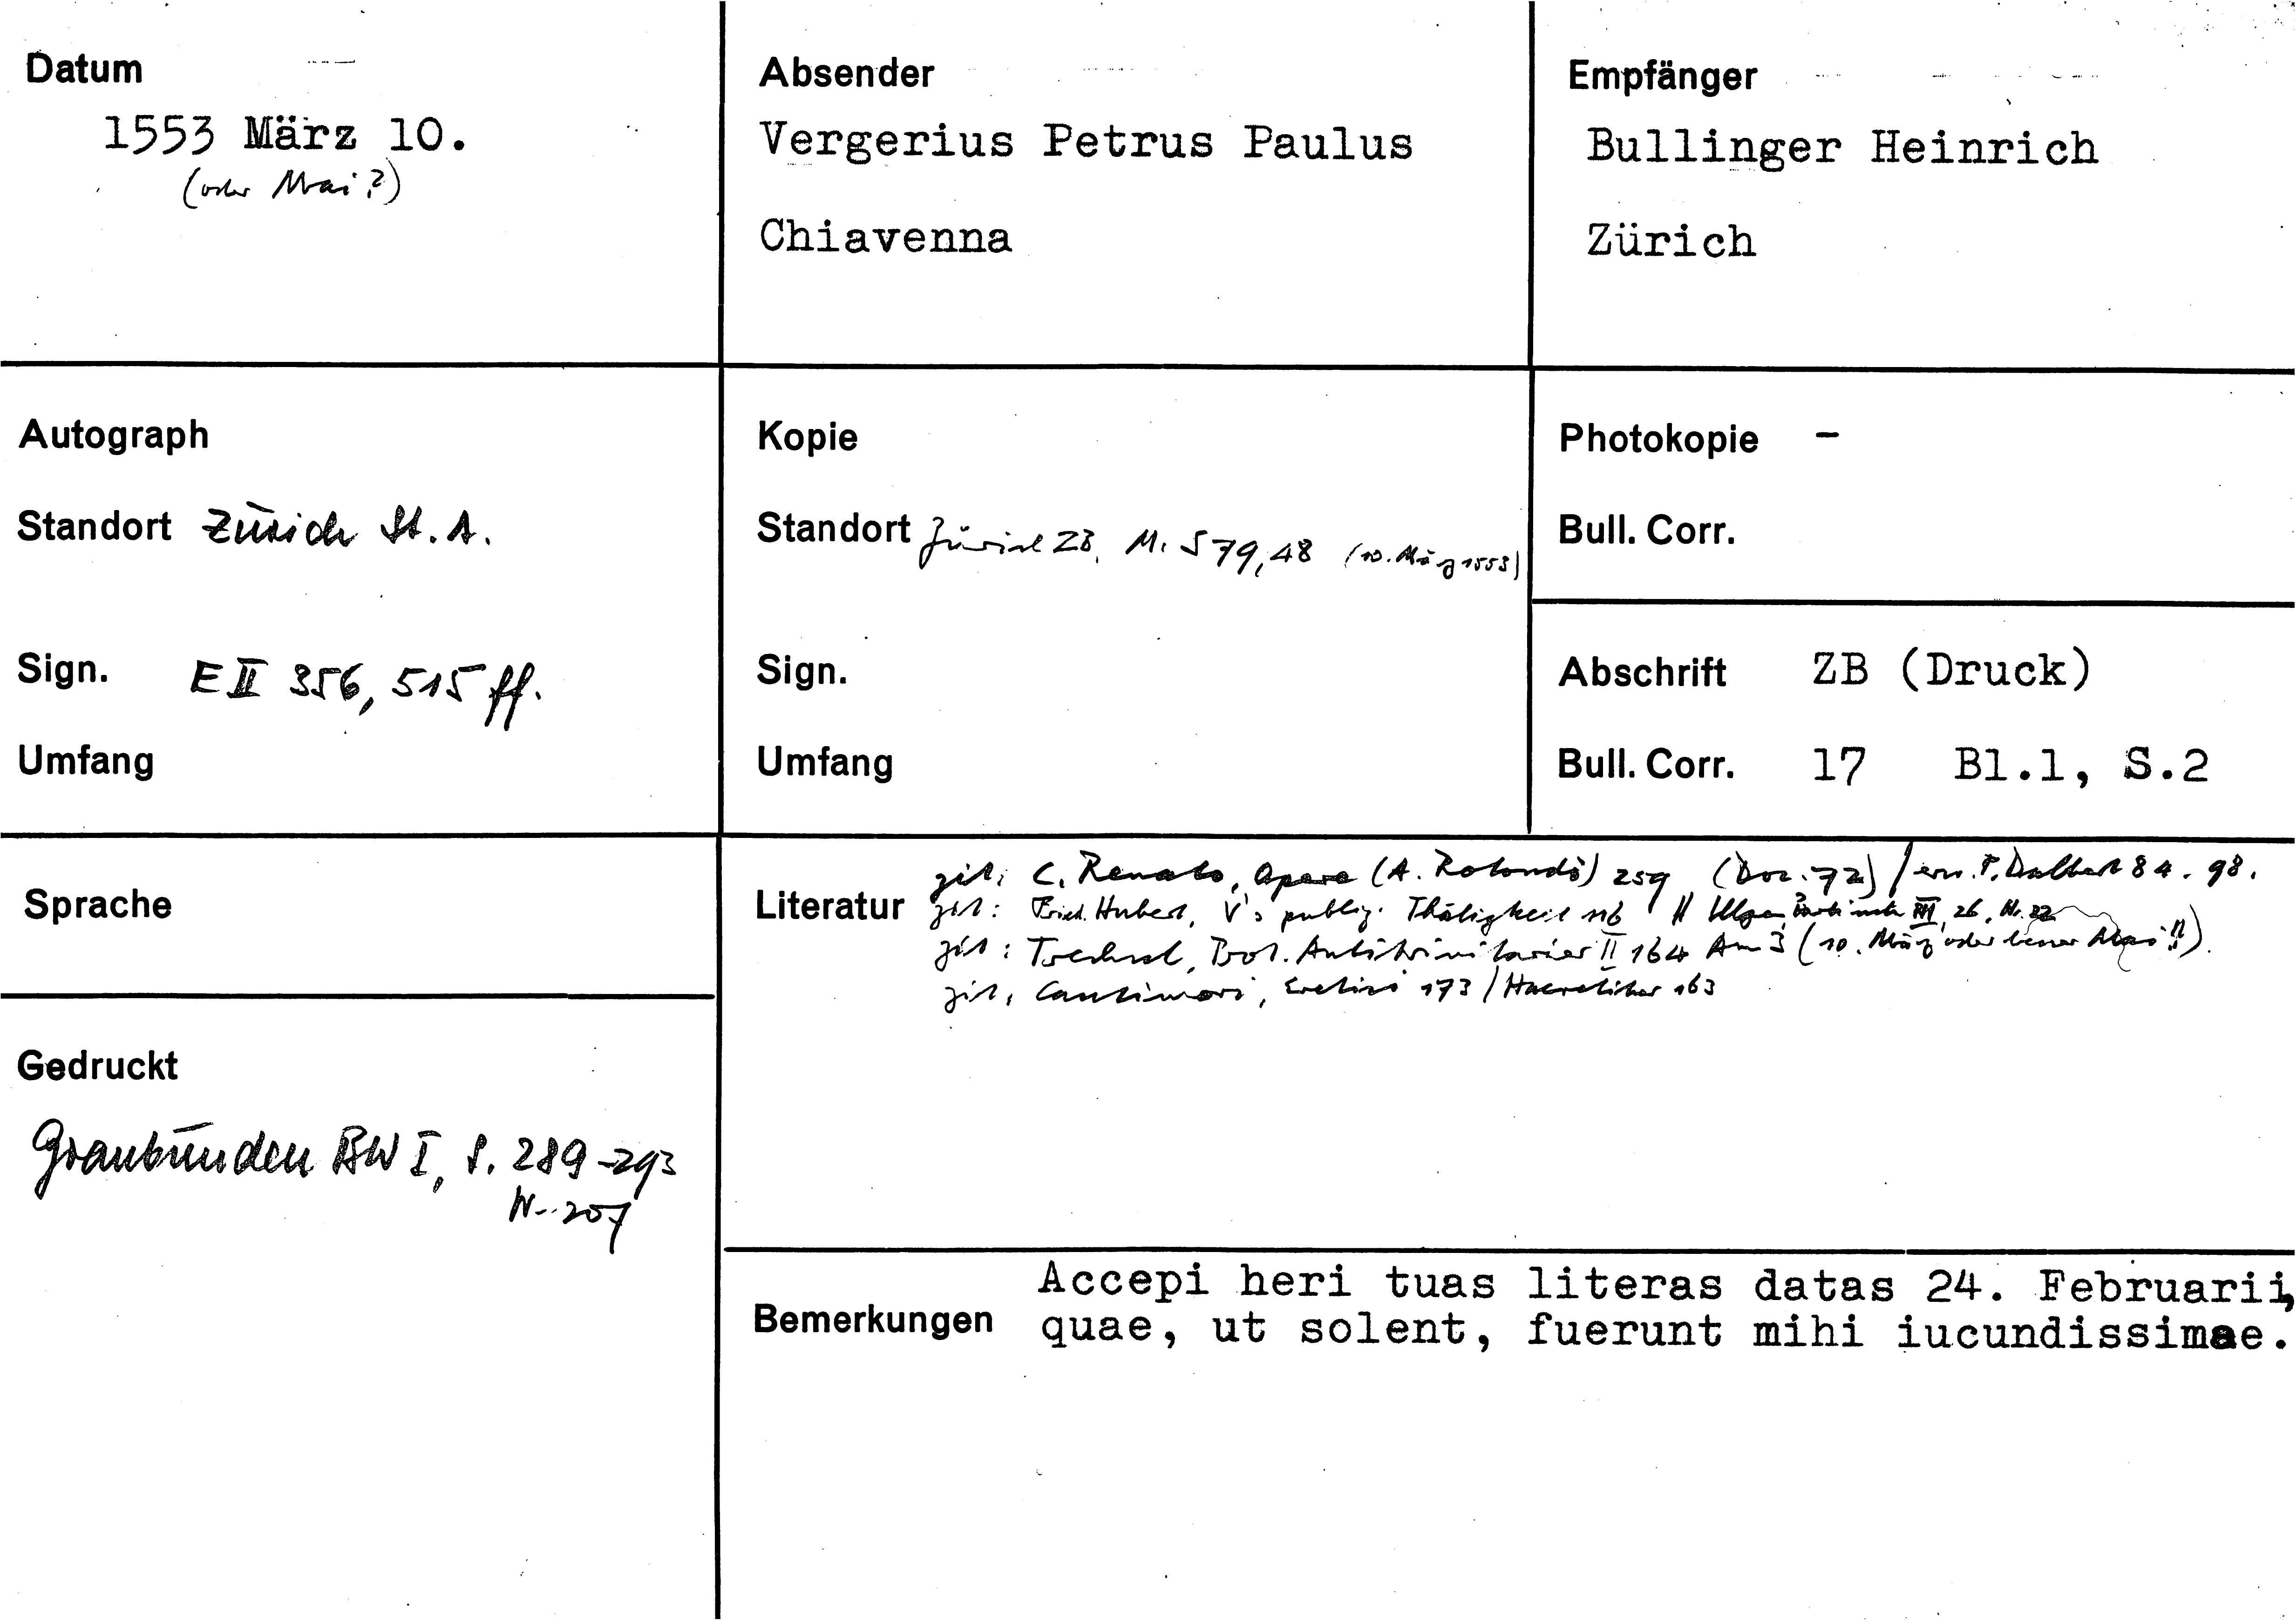 Datum
1553 März 10.
(oder Mai?)
Absender
Vergerius Petrus Paulus
Chiavenna
Empfänger
Bullinger Heinrich
Zürich
Autograph
Standort Zürich St. A.
Sign. E II 356, 515 ff.
Umfang
Kopie
Standort Zürich ZB, M. S 79,48 (10. März 1553)
Sign.
Umfang
Photokopie -
Bull. Corr.
Abschrift ZB (Druck)
Bull. Corr. 17 Bl.1, S.2
Sprache
Gedruckt
Graubünden BW I, S. 289-293
N. 207
Literatur
zit. C. Renato, Opere (A. Rotondò) 259 (Doc. 72) / erw. T. Dalbert 84. 98.
zit: Fried. Hubert, V's publiz. Thätigkeit 116 // 26, Nr. 22
zit: Trechsel, Prot. Antitrinitarier II 164 Am 3 (10. März oder besser Mai!!).
zit. Cantimori, Eretici 173 / Haeretiker 163
Bemerkungen
Accepi heri tuas literas datas 24. Februarii,
quae, ut solent, fuerunt mihi iucundissimae.